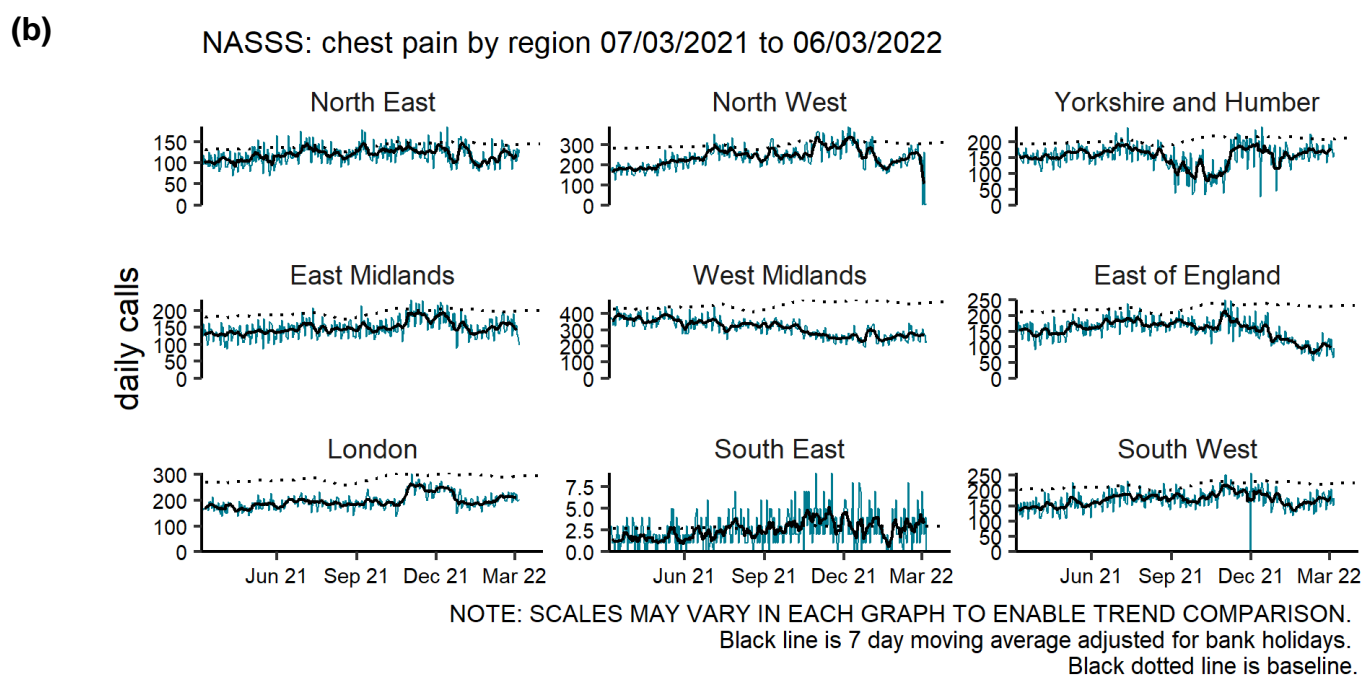 (b)
NASSS: chest pain by region 07/03/2021 to 06/03/2022
North East
North West
Yorkshire and Humber
150
100
50
0
300
200
100
0
200
150
100
50
0
daily calls
East Midlands
West Midlands
East of England
200
150
100
50
0
400
300
200
100
0
250
200
150
100
50
0
London
South East
South West
300
200
100
0
7.5
5.0
2.5
0.0
250
200
150
100
50
0
Jun 21 Sep 21 Dec 21 Mar 22
Jun 21 Sep 21 Dec 21 Mar 22
Jun 21 Sep 21 Dec 21 Mar 22
NOTE: SCALES MAY VARY IN EACH GRAPH TO ENABLE TREND COMPARISON.
Black line is 7 day moving average adjusted for bank holidays.
Black dotted line is baseline.